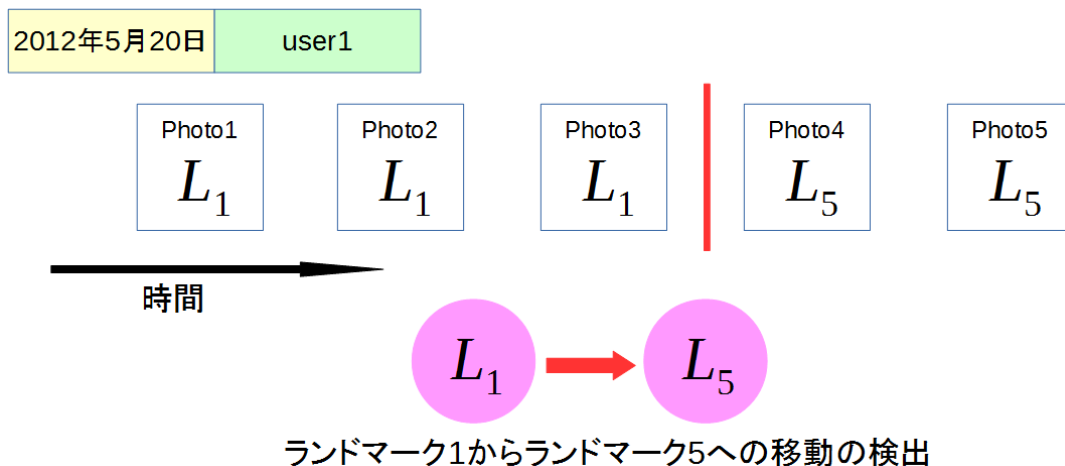 2012年5月20日 user1
Photo1 Photo2 Photo3 Photo4 Photo5
L1 L1 L1 L5 L5
時間
L1 L5
ランドマーク1からランドマーク5への移動の検出